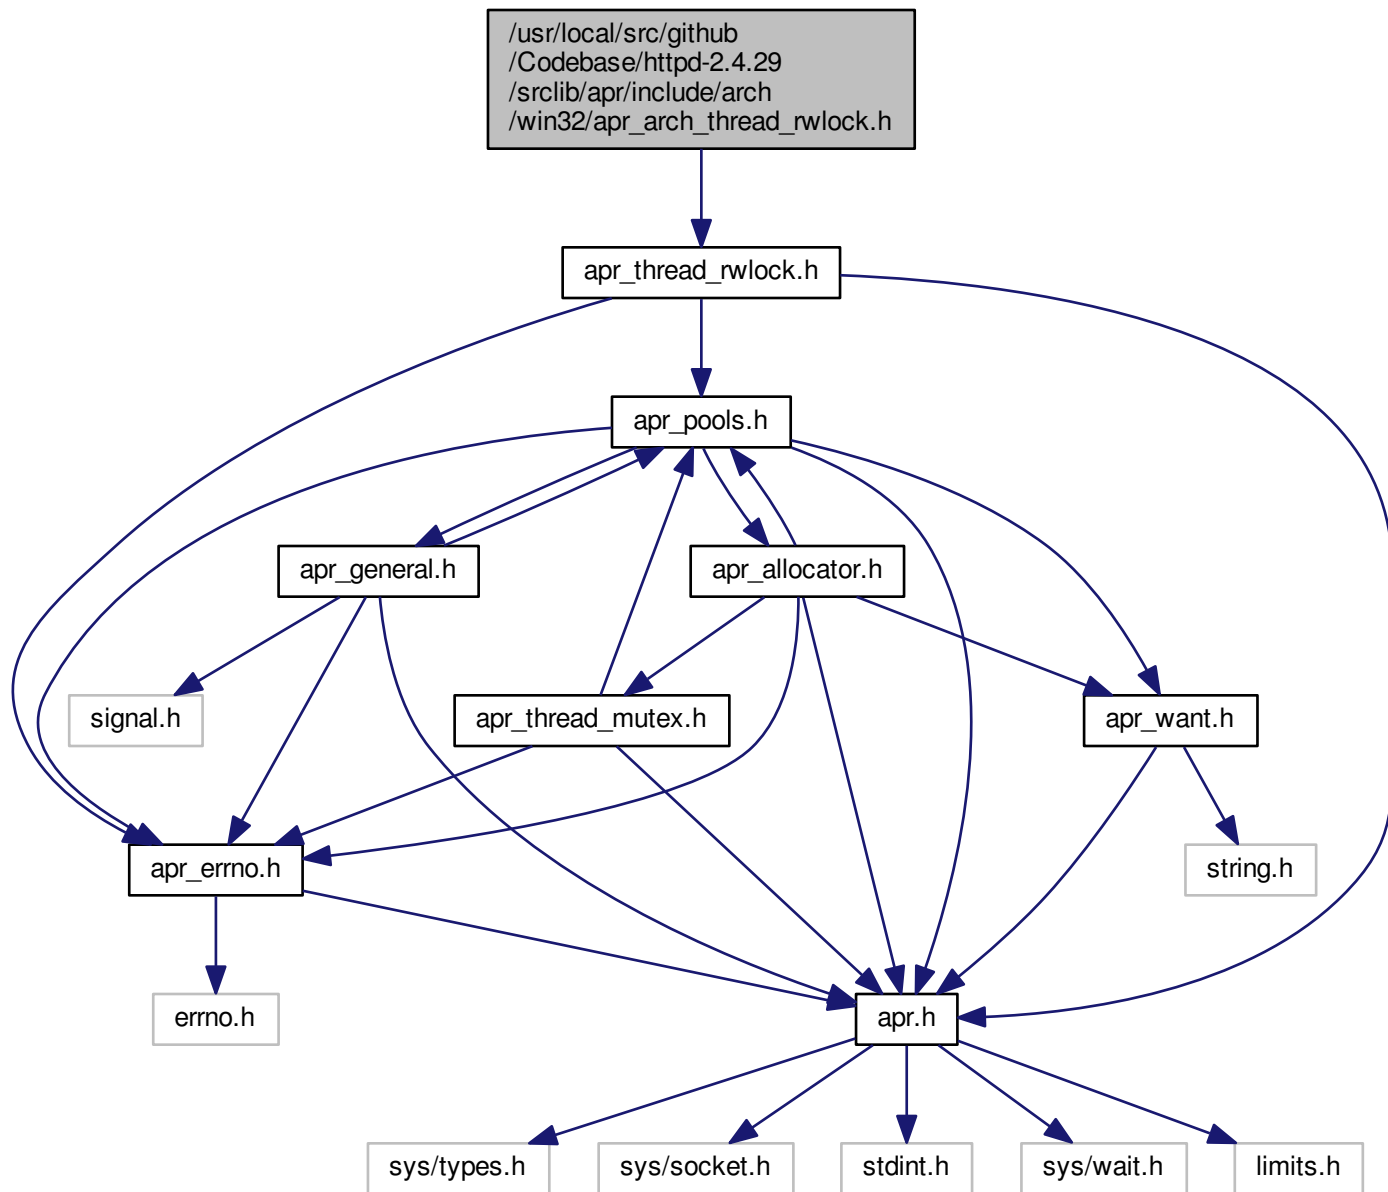 /usr/local/src/github
/Codebase/httpd-2.4.29
/srclib/apr/include/arch
/win32/apr_arch_thread_rwlock.h
apr_thread_rwlock.h
apr_pools.h
apr_general.h
apr_allocator.h
signal.h
apr_thread_mutex.h
apr_want.h
apr_errno.h
string.h
errno.h
apr.h
sys/types.h
sys/socket.h
stdint.h
sys/wait.h
limits.h